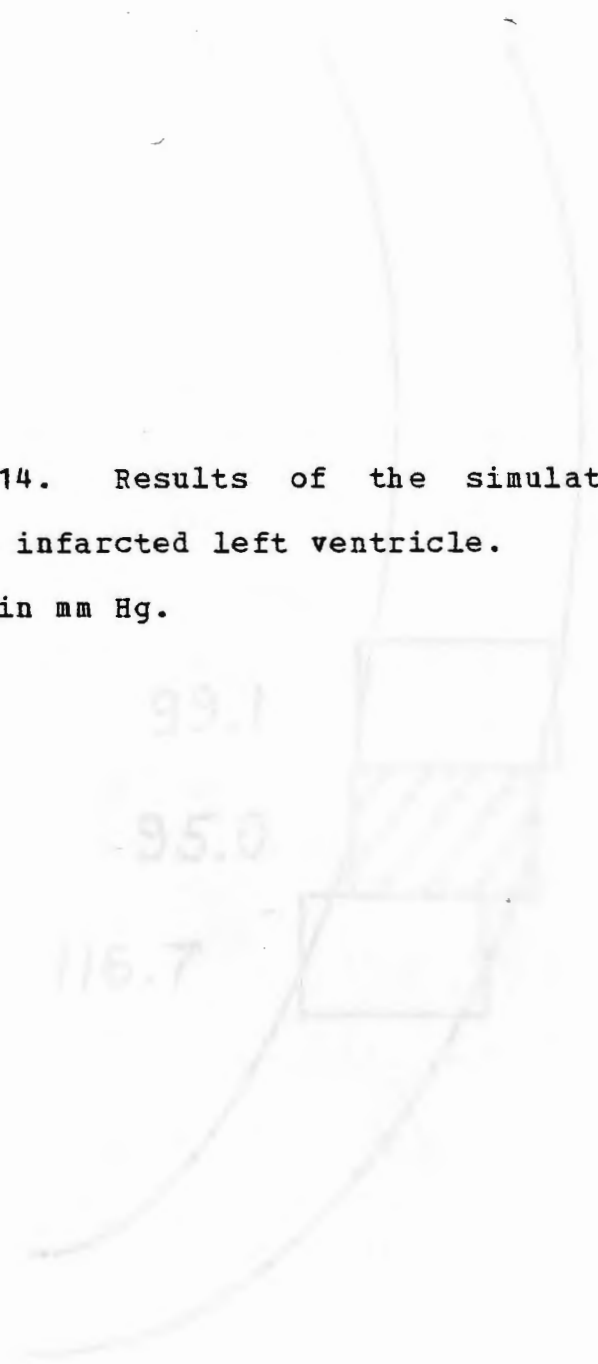 14. Results of the simulat
infarcted left ventricle.
in mm Hg.
99.1
95.0
116.7